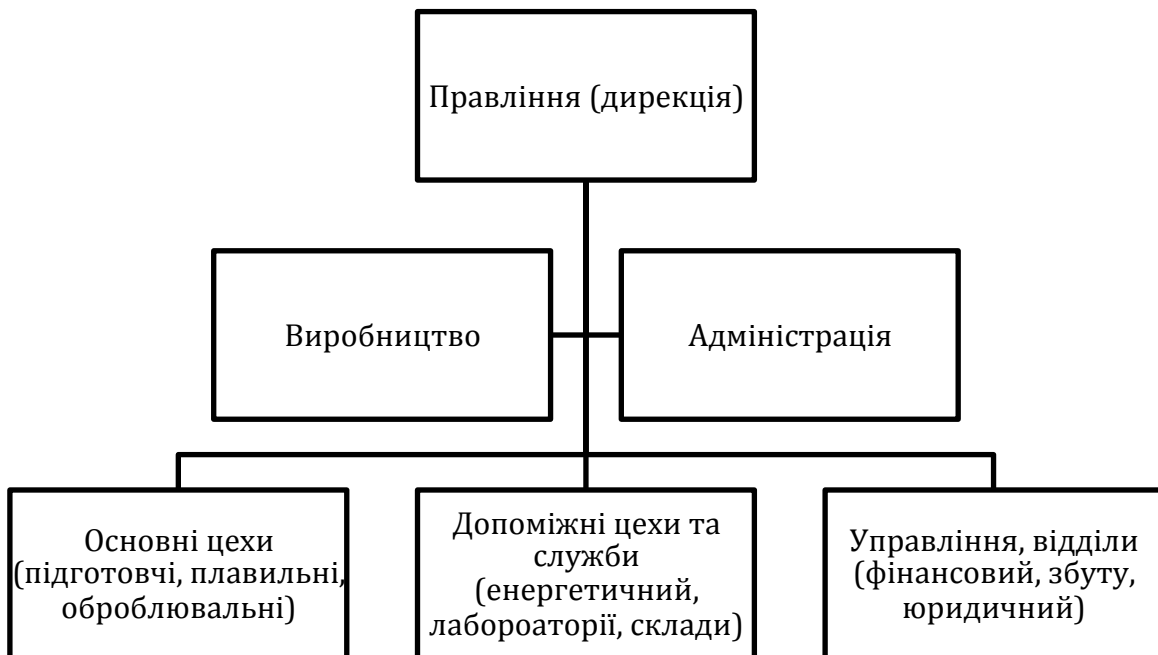 Правління (дирекція)
Виробництво
Адміністрація
Основні цехи
(підготовчі, плавильні,
оброблювальні)
Допоміжні цехи та
служби
(енергетичний,
лабороаторії, склади)
Управління, відділи
(фінансовий, збуту,
юридичний)